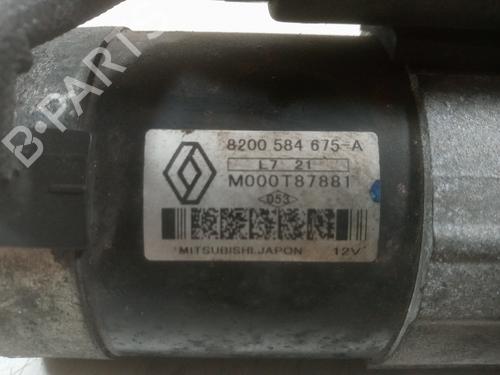 B-PARTS
8200 584 675-A
L7 21
M000T87881
053
MITSUBISHI.JAPON 12V